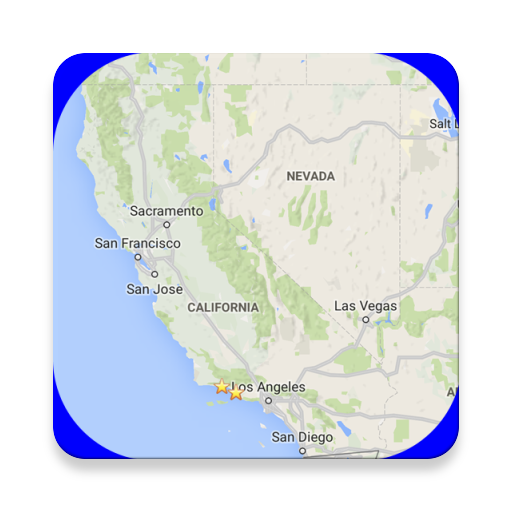 Salt L
NEVADA
Sacramento
San Francisco
San Jose
CALIFORNIA
Las Vegas
Los Angeles
A
San Diego